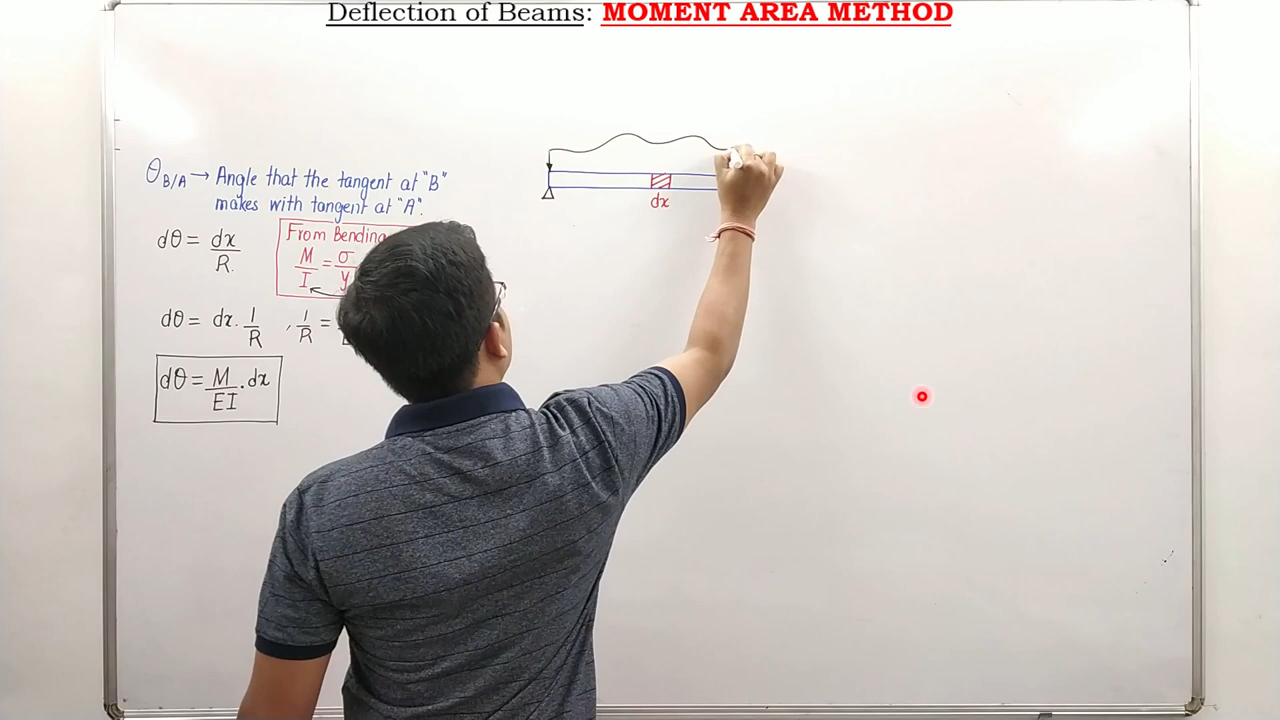 Deflection of Beams: MOMENT AREA METHOD
θB/A → Angle that the tangent at "B"
makes with tangent at "A".
dθ = dx/R.
From Bending
M/I = σ/y
dθ = dx · 1/R , 1/R =
dθ = M/EI . dx
dx